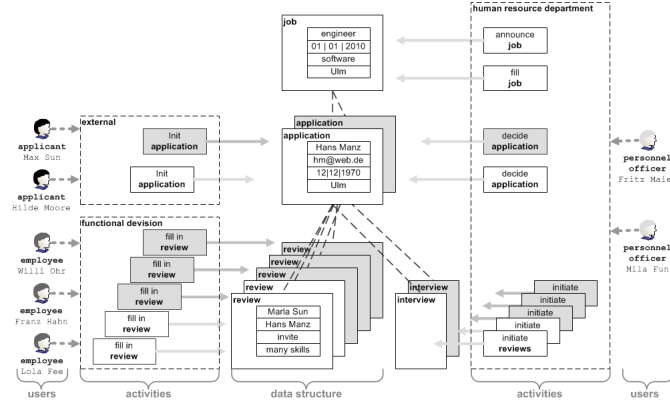 human resource department
job
engineer
01 | 01 | 2010
software
Ulm
announce
job
fill
job
external
Init
application
Init
application
applicant
Max Sun
applicant
Hilde Moore
application
application
Hans Manz
hm@web.de
12|12|1970
Ulm
decide
application
decide
application
personnel
officer
Fritz Maie
personnel
officer
Mila Fun
functional devision
fill in
review
fill in
review
fill in
review
fill in
review
fill in
review
employee
Willi Ohr
employee
Franz Hahn
employee
Lola Fee
review
review
review
review
review
Marla Sun
Hans Manz
invite
many skills
interview
interview
initiate
initiate
initiate
initiate
initiate
reviews
users
activities
data structure
activities
users